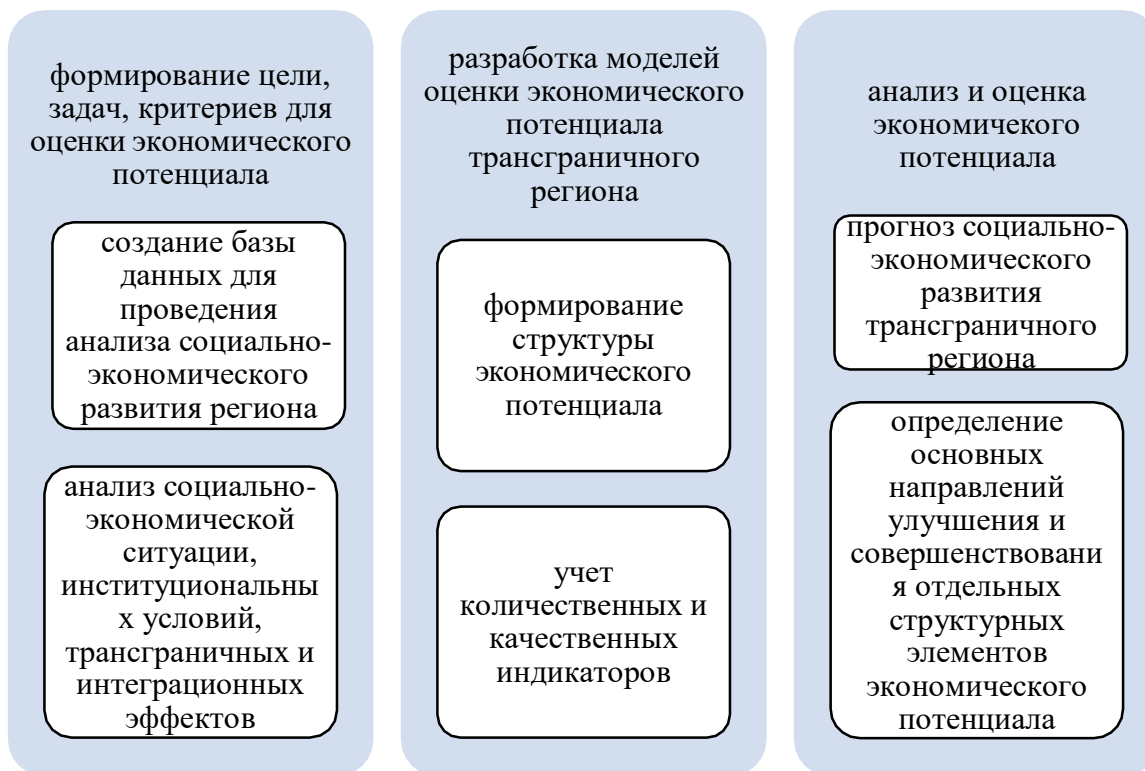 формирование цели,
задач, критериев для
оценки экономического
потенциала
создание базы
данных для
проведения
анализа социально-
экономического
развития региона
анализ социально-
экономической
ситуации,
институциональны
х условий,
трансграничных и
интеграционных
эффектов
разработка моделей
оценки экономического
потенциала
трансграничного
региона
формирование
структуры
экономического
потенциала
учет
количественных и
качественных
индикаторов
анализ и оценка
экономичекого
потенциала
прогноз социально-
экономического
развития
трансграничного
региона
определение
основных
направлений
улучшения и
совершенствовани
я отдельных
структурных
элементов
экономического
потенциала